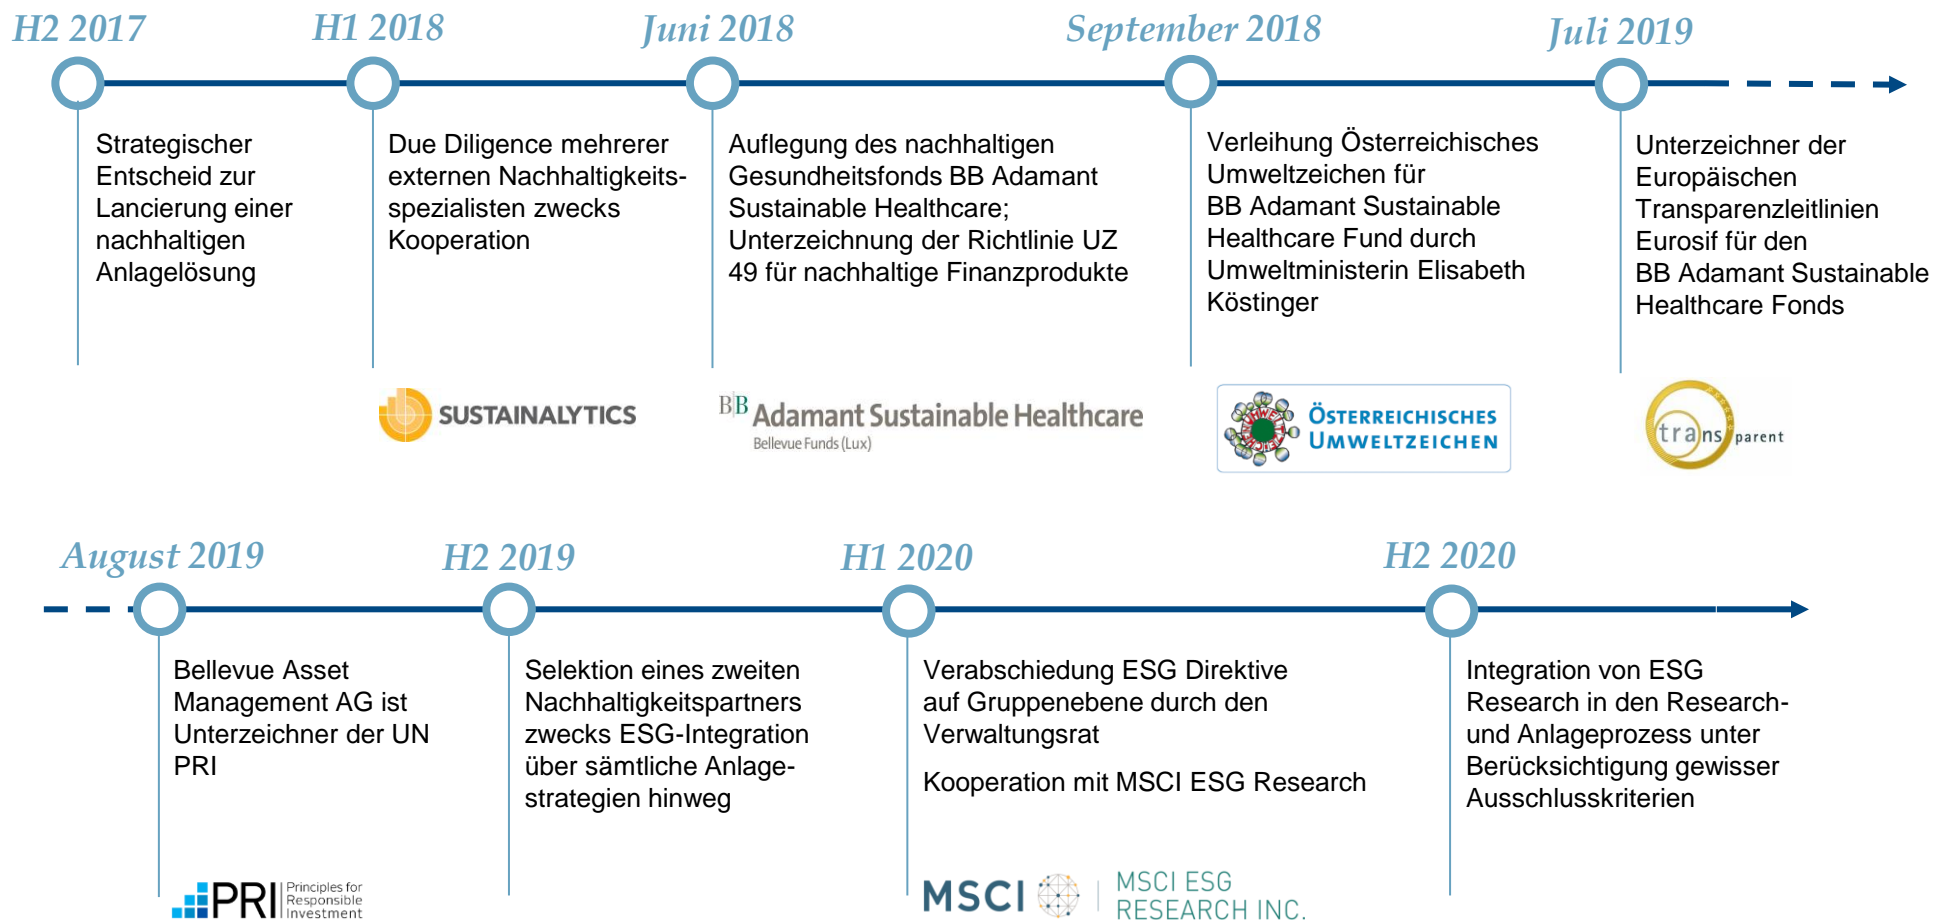 H2 2017
H1 2018
Juni 2018
September 2018
Juli 2019
Strategischer
Entscheid zur
Lancierung einer
nachhaltigen
Anlagelösung
Due Diligence mehrerer
externen Nachhaltigkeits-
spezialisten zwecks
Kooperation
Auflegung des nachhaltigen
Gesundheitsfonds BB Adamant
Sustainable Healthcare;
Unterzeichnung der Richtlinie UZ
49 für nachhaltige Finanzprodukte
Verleihung Österreichisches
Umweltzeichen für
BB Adamant Sustainable
Healthcare Fund durch
Umweltministerin Elisabeth
Köstinger
Unterzeichner der
Europäischen
Transparenzleitlinien
Eurosif für den
BB Adamant Sustainable
Healthcare Fonds
SUSTAINALYTICS
B|B Adamant Sustainable Healthcare
Bellevue Funds (Lux)
UMWELTZEICHEN
ÖSTERREICHISCHES
UMWELTZEICHEN
transparent
August 2019
H2 2019
H1 2020
H2 2020
Bellevue Asset
Management AG ist
Unterzeichner der UN
PRI
Selektion eines zweiten
Nachhaltigkeitspartners
zwecks ESG-Integration
über sämtliche Anlage-
strategien hinweg
Verabschiedung ESG Direktive
auf Gruppenebene durch den
Verwaltungsrat
Kooperation mit MSCI ESG Research
Integration von ESG
Research in den Research-
und Anlageprozess unter
Berücksichtigung gewisser
Ausschlusskriterien
PRI
Principles for
Responsible
Investment
MSCI
MSCI ESG
RESEARCH INC.